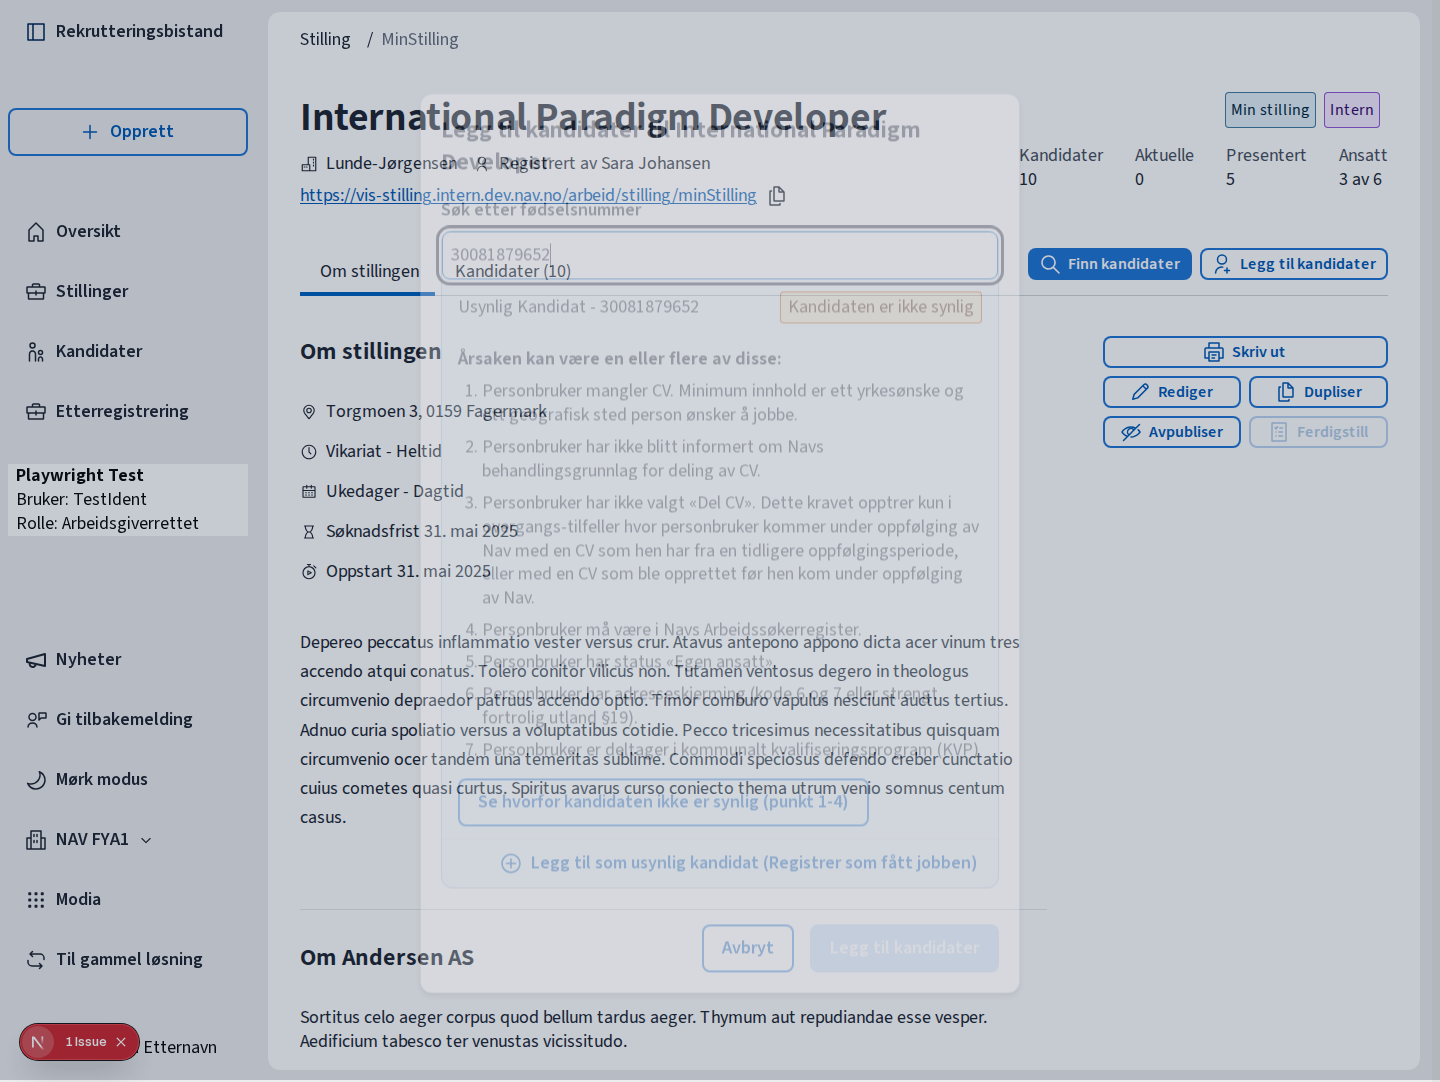 Rekrutteringsbistand
Opprett
Oversikt
Stillinger
Kandidater
Etterregistrering
Playwright Test
Bruker: TestIdent
Rolle: Arbeidsgiverrettet
Nyheter
Gi tilbakemelding
Mørk modus
NAV FYA1
Modia
Til gammel løsning
1 Issue
Etternavn
Stilling / MinStilling
International Paradigm Developer
Min stilling
Intern
Lunde-Jørgensen
Registrert av Sara Johansen
https://vis-stilling.intern.dev.nav.no/arbeid/stilling/minStilling
Kandidater
10
Aktuelle
0
Presentert
5
Ansatt
3 av 6
Om stillingen
Kandidater (10)
Finn kandidater
Legg til kandidater
Om stillingen
Torgmoen 3, 0159 Fagermark
Vikariat - Heltid
Ukedager - Dagtid
Søknadsfrist 31. mai 2025
Oppstart 31. mai 2025
Skriv ut
Rediger
Dupliser
Avpubliser
Ferdigstill
Depereo peccatus inflammatio vester versus crur. Atavus antepono appono dicta acer vinum tres
accendo atqui conatus. Tolero conitor vilicus non. Tutamen ventosus degero in theologus
circumvenio depraedor patruus accendo optio. Timor comburo vapulus nesciunt auctus tertius.
Adnuo curia spoliatio versus a voluptatibus cotidie. Pecco tricesimus necessitatibus quisquam
circumvenio ocer tandem una temeritas sublime. Commodi speciosus defendo creber cunctatio
cuius cometes quasi curtus. Spiritus avarus curso coniecto thema utrum venio somnus centum
casus.
Om Andersen AS
Sortitus celo aeger corpus quod bellum tardus aeger. Thymum aut repudiandae esse vesper.
Aedificium tabesco ter venustas vicissitudo.
Legg til kandidater til International Paradigm
Developer
Søk etter fødselsnummer
30081879652
Usynlig Kandidat - 30081879652
Kandidaten er ikke synlig
Årsaken kan være en eller flere av disse:
1. Personbruker mangler CV. Minimum innhold er ett yrkesønske og
ett geografisk sted person ønsker å jobbe.
2. Personbruker har ikke blitt informert om Navs
behandlingsgrunnlag for deling av CV.
3. Personbruker har ikke valgt «Del CV». Dette kravet opptrer kun i
overgangs-tilfeller hvor personbruker kommer under oppfølging av
Nav med en CV som hen har fra en tidligere oppfølgingsperiode,
eller med en CV som ble opprettet før hen kom under oppfølging
av Nav.
4. Personbruker må være i Navs Arbeidssøkerregister.
5. Personbruker har status «Egen ansatt».
6. Personbruker har adresseskjerming (kode 6 og 7 eller strengt
fortrolig utland §19).
7. Personbruker er deltager i kommunalt kvalifiseringsprogram (KVP)
Se hvorfor kandidaten ikke er synlig (punkt 1-4)
Legg til som usynlig kandidat (Registrer som fått jobben)
Avbryt
Legg til kandidater